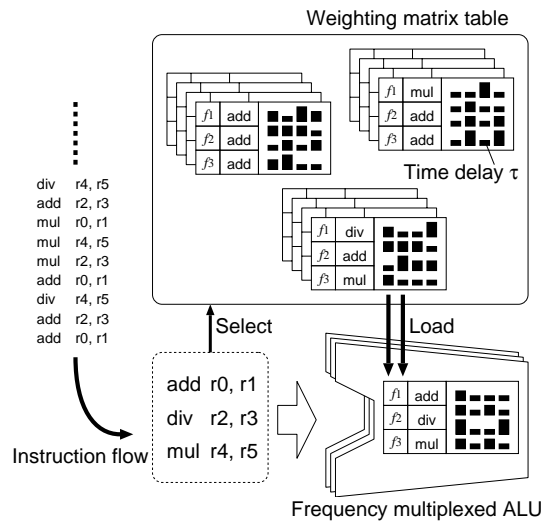 Weighting matrix table
f1 add
f2 add
f3 add
f1 mul
f2 add
f3 add
Time delay τ
f1 div
f2 add
f3 mul
div r4, r5
add r2, r3
mul r0, r1
mul r4, r5
mul r2, r3
add r0, r1
div r4, r5
add r2, r3
add r0, r1
Select
Load
add r0, r1
div r2, r3
mul r4, r5
f1 add
f2 div
f3 mul
Instruction flow
Frequency multiplexed ALU